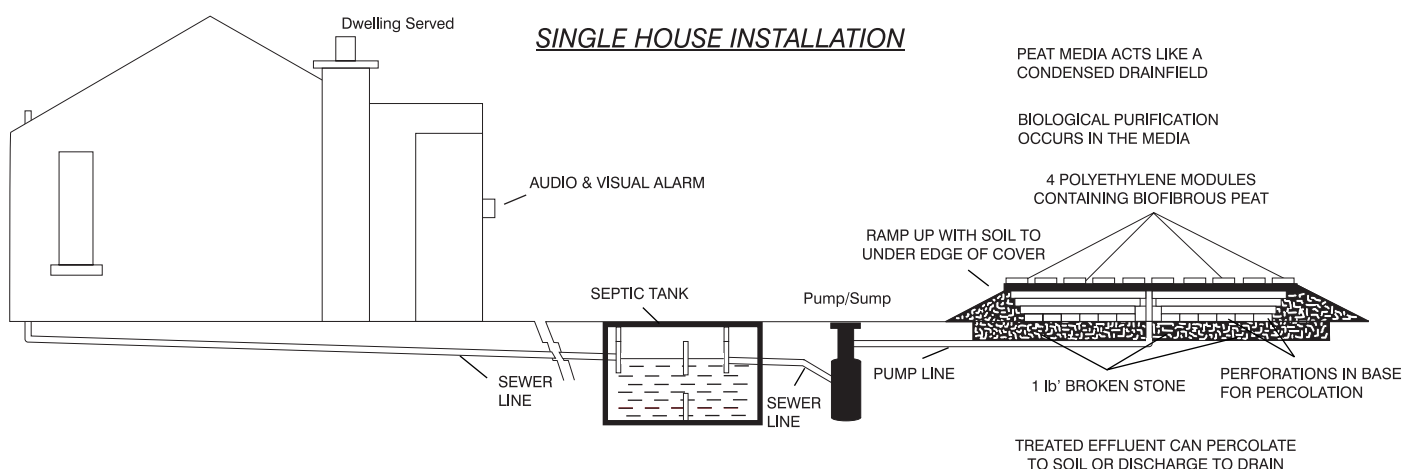 Dwelling Served
SINGLE HOUSE INSTALLATION
PEAT MEDIA ACTS LIKE A
CONDENSED DRAINFIELD
BIOLOGICAL PURIFICATION
OCCURS IN THE MEDIA
4 POLYETHYLENE MODULES
CONTAINING BIOFIBROUS PEAT
AUDIO & VISUAL ALARM
RAMP UP WITH SOIL TO
UNDER EDGE OF COVER
SEPTIC TANK
Pump/Sump
SEWER
LINE
SEWER
LINE
PUMP LINE
1 lb' BROKEN STONE
PERFORATIONS IN BASE
FOR PERCOLATION
TREATED EFFLUENT CAN PERCOLATE
TO SOIL OR DISCHARGE TO DRAIN